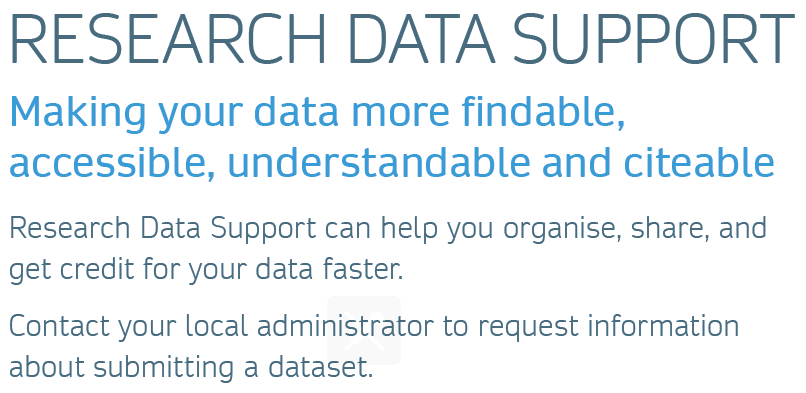 RESEARCH DATA SUPPORT
Making your data more findable,
accessible, understandable and citeable
Research Data Support can help you organise, share, and
get credit for your data faster.
Contact your local administrator to request information
about submitting a dataset.